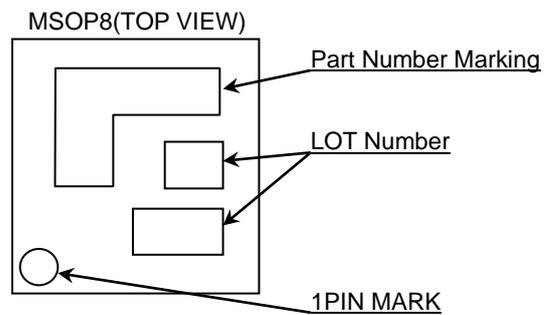 MSOP8(TOP VIEW)
Part Number Marking
LOT Number
1PIN MARK